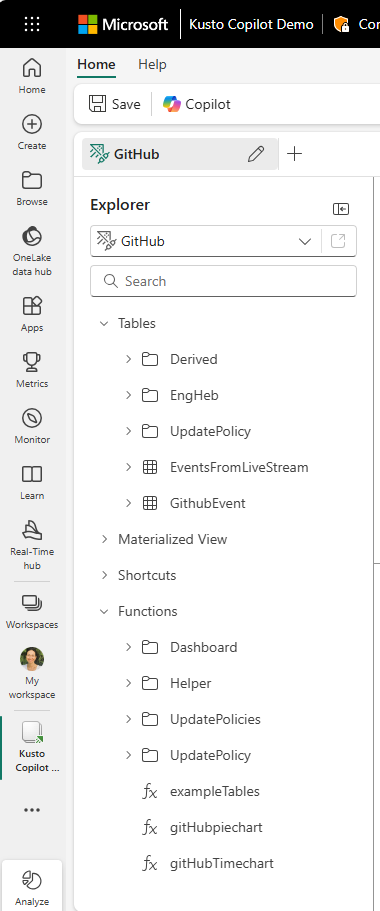 Microsoft
Kusto Copilot Demo
Con
Home
Help
Save
Copilot
GitHub
Explorer
GitHub
Search
Tables
Derived
EngHeb
UpdatePolicy
EventsFromLiveStream
GithubEvent
Materialized View
Shortcuts
Functions
Dashboard
Helper
UpdatePolicies
UpdatePolicy
exampleTables
gitHubpiechart
gitHubTimechart
Home
Create
Browse
OneLake
data hub
Apps
Metrics
Monitor
Learn
Real-Time
hub
Workspaces
My
workspace
Kusto
Copilot ...
Analyze